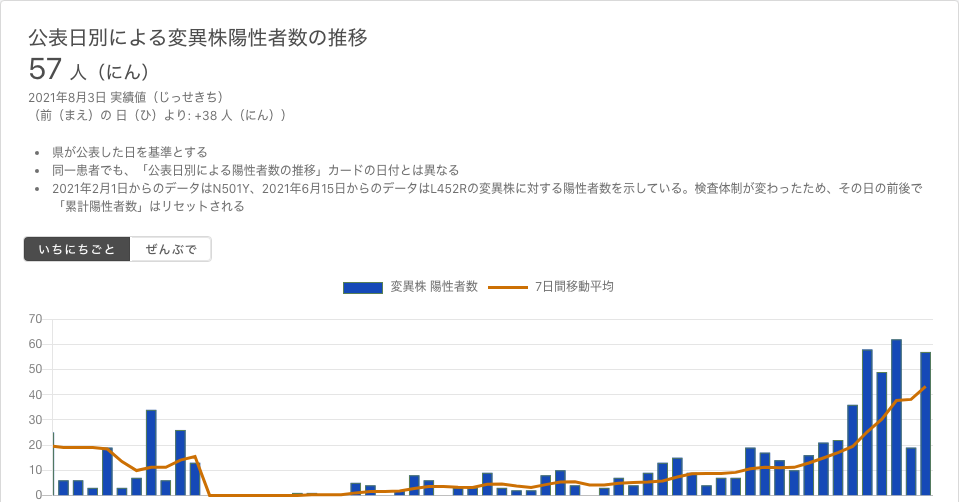 公表日別による変異株陽性者数の推移
57 人（にん）
2021年8月3日 実績値（じっせきち）
（前（まえ）の 日（ひ）より: +38 人（にん））
• 県が公表した日を基準とする
• 同一患者でも、「公表日別による陽性者数の推移」カードの日付とは異なる
• 2021年2月1日からのデータはN501Y、2021年6月15日からのデータはL452Rの変異株に対する陽性者数を示している。検査体制が変わったため、その日の前後で
「累計陽性者数」はリセットされる
いちにちごと ぜんぶで
変異株 陽性者数 7日間移動平均
70
60
50
40
30
20
10
0